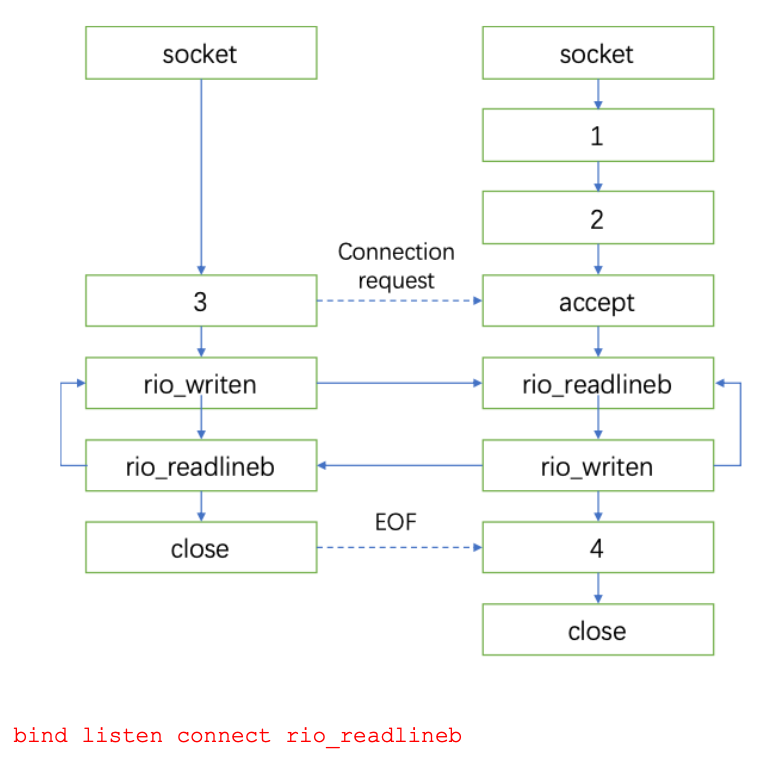 socket
socket
1
2
Connection
request
3
accept
rio_writen
rio_readlineb
rio_readlineb
rio_writen
EOF
close
4
close
bind listen connect rio_readlineb